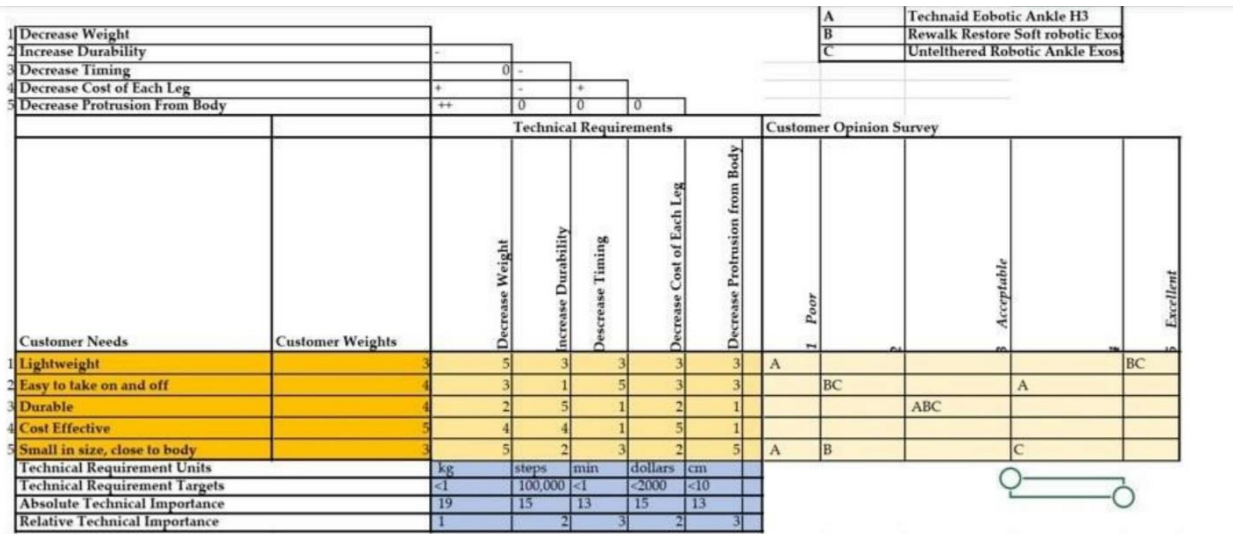 A Technaid Eobotic Ankle H3
1 Decrease Weight B Rewalk Restore Soft robotic Exos
2 Increase Durability - C Untelthered Robotic Ankle Exos
3 Decrease Timing 0 -
4 Decrease Cost of Each Leg + - +
5 Decrease Protrusion From Body ++ 0 0 0
Technical Requirements Customer Opinion Survey
Customer Needs Customer Weights Decrease Weight Increase Durability Descrease Timing Decrease Cost of Each Leg Decrease Protrusion from Body 1 Poor 2 3 Acceptable 4 5 Excellent
1 Lightweight 3 5 3 3 3 3 A BC
2 Easy to take on and off 4 3 1 5 3 3 BC A
3 Durable 4 2 5 1 2 1 ABC
4 Cost Effective 5 4 4 1 5 1
5 Small in size, close to body 3 5 2 3 2 5 A B C
Technical Requirement Units kg steps min dollars cm
Technical Requirement Targets <1 100,000 <1 <2000 <10
Absolute Technical Importance 19 15 13 15 13
Relative Technical Importance 1 2 3 2 3